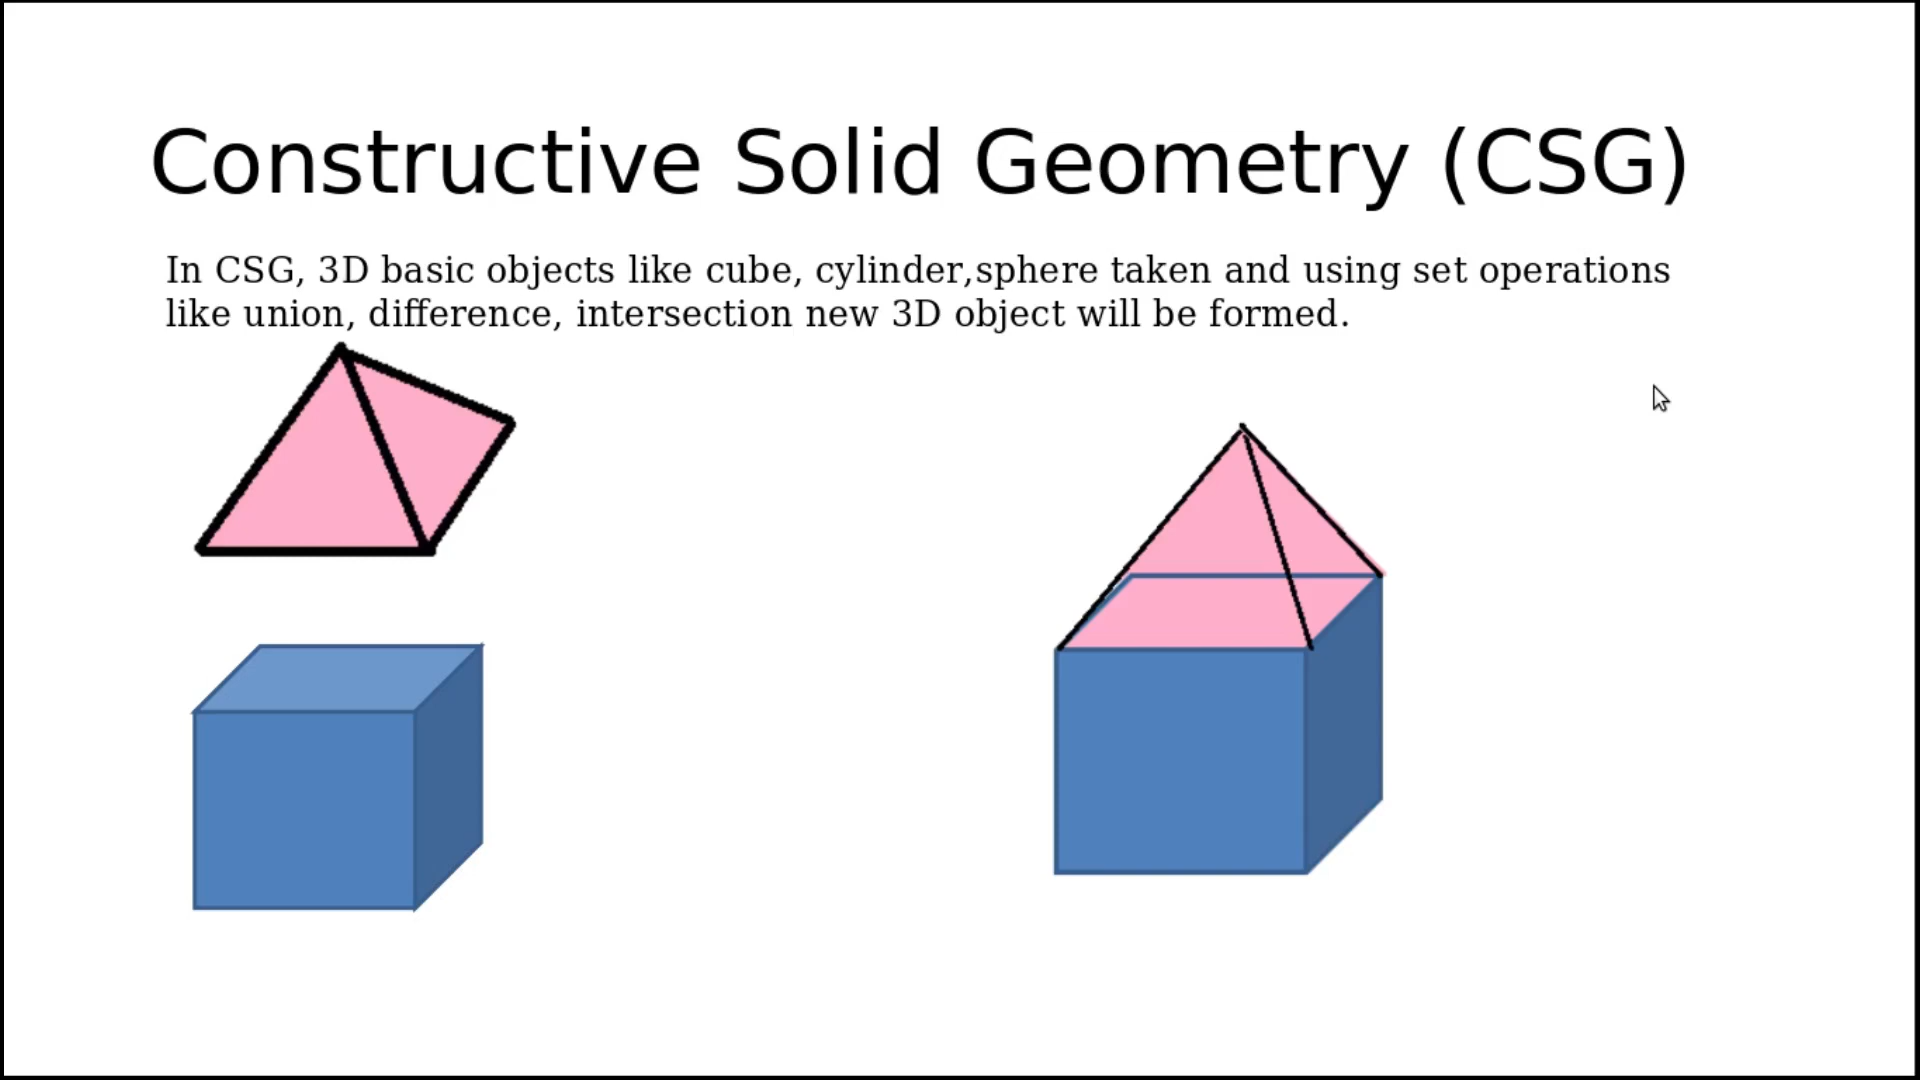 Constructive Solid Geometry (CSG)
In CSG, 3D basic objects like cube, cylinder,sphere taken and using set operations
like union, difference, intersection new 3D object will be formed.